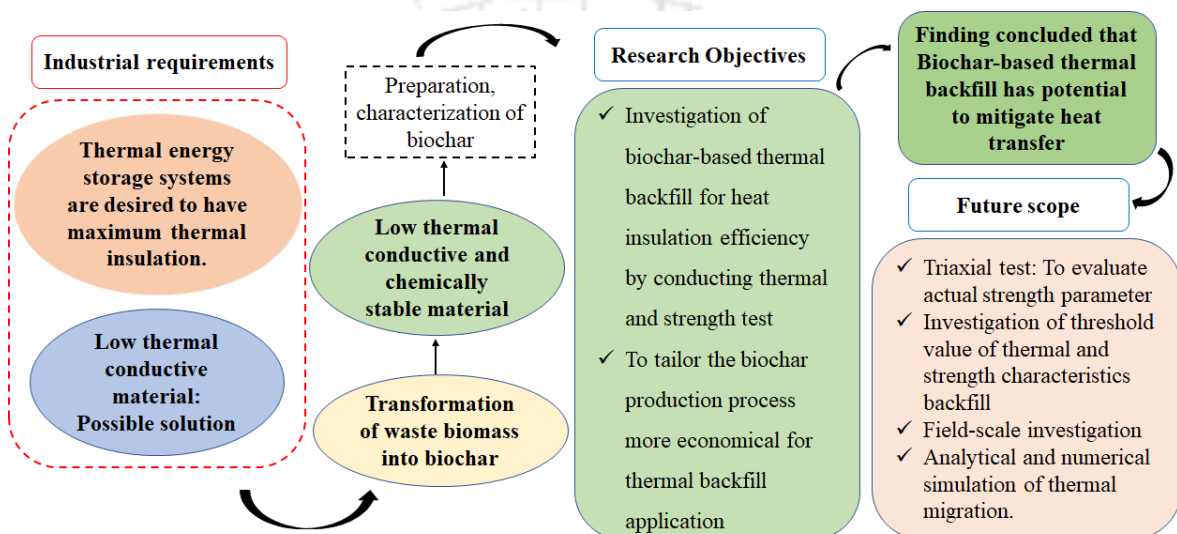 Industrial requirements
Thermal energy
storage systems
are desired to have
maximum thermal
insulation.
Low thermal
conductive
material:
Possible solution
Preparation,
characterization of
biochar
Low thermal
conductive and
chemically
stable material
Transformation
of waste biomass
into biochar
Research Objectives
✓ Investigation of
biochar-based thermal
backfill for heat
insulation efficiency
by conducting thermal
and strength test
✓ To tailor the biochar
production process
more economical for
thermal backfill
application
Finding concluded that
Biochar-based thermal
backfill has potential
to mitigate heat
transfer
Future scope
✓ Triaxial test: To evaluate
actual strength parameter
✓ Investigation of threshold
value of thermal and
strength characteristics
backfill
✓ Field-scale investigation
✓ Analytical and numerical
simulation of thermal
migration.